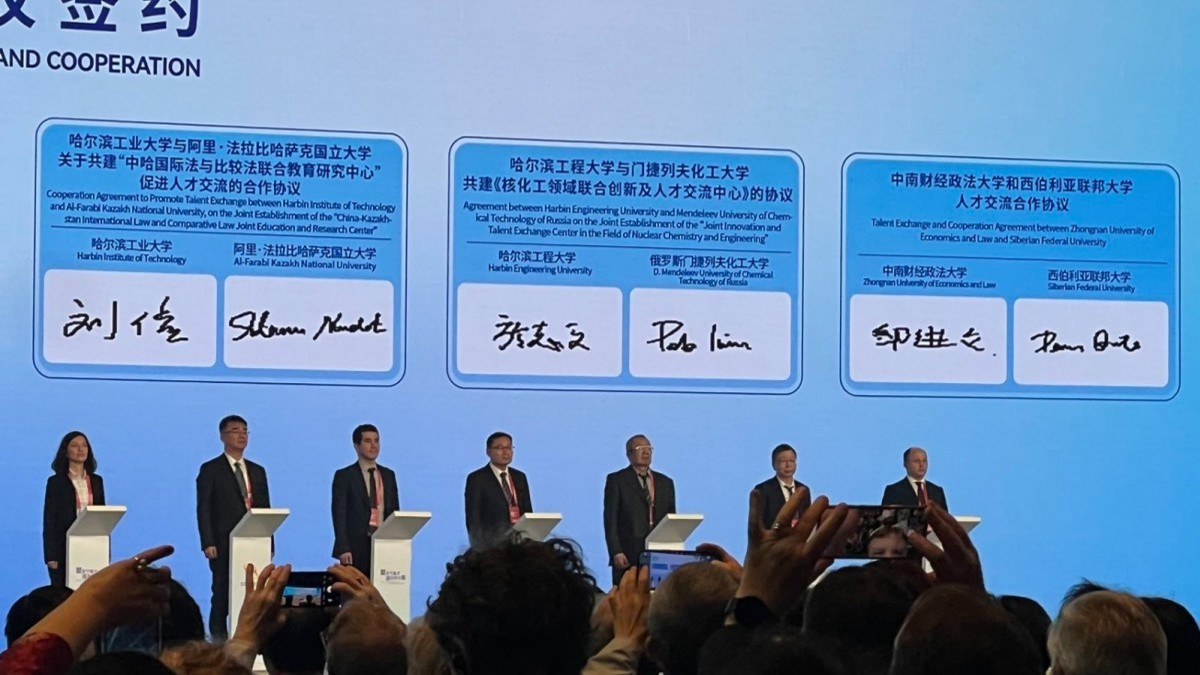 签约
AND COOPERATION
哈尔滨工业大学与阿里·法拉比哈萨克国立大学
关于共建“中哈国际法与比较法联合教育研究中心”
促进人才交流的合作协议
Cooperation Agreement to Promote Talent Exchange between Harbin Institute of Technology
and Al-Farabi Kazakh National University, on the Joint Establishment of the "China-Kazakh-
stan International Law and Comparative Law Joint Education and Research Center"
哈尔滨工业大学
Harbin Institute of Technology
阿里·法拉比哈萨克国立大学
Al-Farabi Kazakh National University
哈尔滨工程大学与门捷列夫化工大学
共建《核化工领域联合创新及人才交流中心》的协议
Agreement between Harbin Engineering University and Mendeleev University of Chem-
ical Technology of Russia on the Joint Establishment of the "Joint Innovation and
Talent Exchange Center in the Field of Nuclear Chemistry and Engineering"
哈尔滨工程大学
Harbin Engineering University
俄罗斯门捷列夫化工大学
D. Mendeleev University of Chemical
Technology of Russia
张志文
中南财经政法大学和西伯利亚联邦大学
人才交流合作协议
Talent Exchange and Cooperation Agreement between Zhongnan University of
Economics and Law and Siberian Federal University
中南财经政法大学
Zhongnan University of Economics and Law
西伯利亚联邦大学
Siberian Federal University